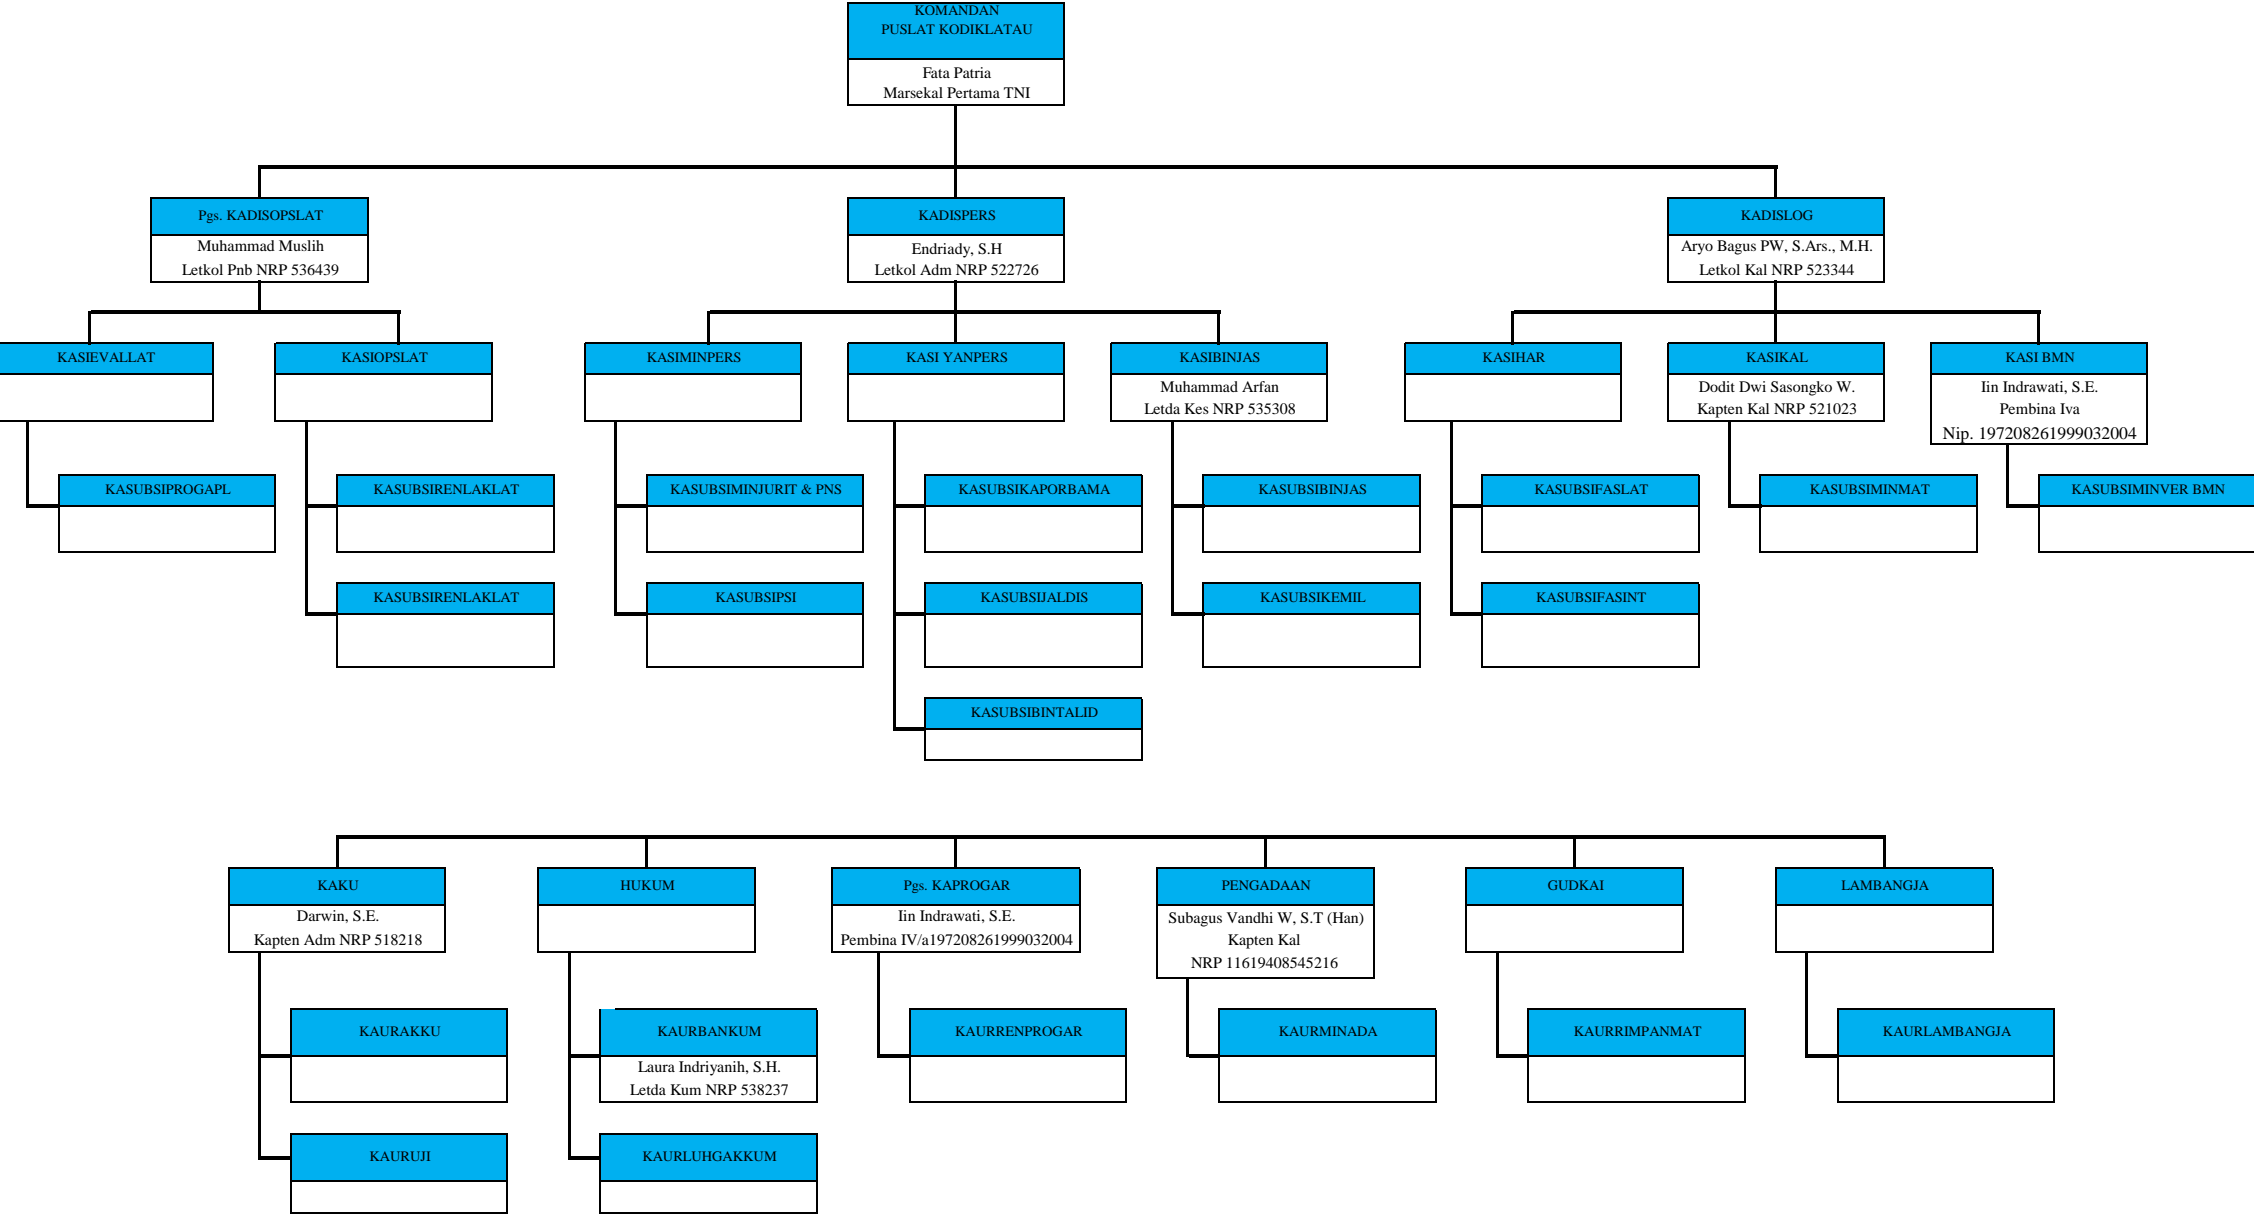 KOMANDAN
PUSLAT KODIKLATAU
Fata Patria
Marsekal Pertama TNI
Pgs. KADISOPSLAT
Muhammad Muslih
Letkol Pnb NRP 536439
KADISPERS
Endriady, S.H
Letkol Adm NRP 522726
KADISLOG
Aryo Bagus PW, S.Ars., M.H.
Letkol Kal NRP 523344
KASIEVALLAT
KASIOPSLAT
KASIMINPERS
KASI YANPERS
KASIBINJAS
Muhammad Arfan
Letda Kes NRP 535308
KASIHAR
KASIKAL
Dodit Dwi Sasongko W.
Kapten Kal NRP 521023
KASI BMN
Iin Indrawati, S.E.
Pembina Iva
Nip. 197208261999032004
KASUBSIPROGAPL
KASUBSIRENLAKLAT
KASUBSIMINJURIT & PNS
KASUBSIKAPORBAMA
KASUBSIBINJAS
KASUBSIFASLAT
KASUBSIMINMAT
KASUBSIMINVER BMN
KASUBSIRENLAKLAT
KASUBSIPSI
KASUBSIJALDIS
KASUBSIKEMIL
KASUBSIFASINT
KASUBSIBINTALID
KAKU
Darwin, S.E.
Kapten Adm NRP 518218
HUKUM
Pgs. KAPROGAR
Iin Indrawati, S.E.
Pembina IV/a197208261999032004
PENGADAAN
Subagus Vandhi W, S.T (Han)
Kapten Kal
NRP 11619408545216
GUDKAI
LAMBANGJA
KAURAKKU
KAURBANKUM
Laura Indriyanih, S.H.
Letda Kum NRP 538237
KAURRENPROGAR
KAURMINADA
KAURRIMPANMAT
KAURLAMBANGJA
KAURUJI
KAURLUHGAKKUM